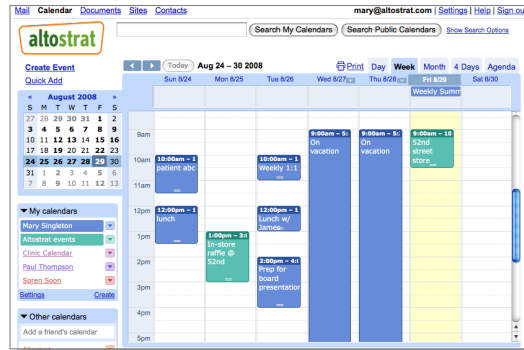 Mail Calendar Documents Sites Contacts
mary@altostrat.com | Settings | Help | Sign ou
altostrat
Search My Calendars
Search Public Calendars
Show Search Options
Create Event
Quick Add
Today
Aug 24 – 30 2008
Print Day Week Month 4 Days Agenda
Sun 8/24 Mon 8/25 Tue 8/26 Wed 8/27 Thu 8/28 Fri 8/29 Sat 8/30
Weekly Summ
« August 2008 »
S M T W T F S
27 28 29 30 31 1 2
3 4 5 6 7 8 9
10 11 12 13 14 15 16
17 18 19 20 21 22 23
24 25 26 27 28 29 30
31 1 2 3 4 5 6
7 8 9 10 11 12 13
My calendars
Mary Singleton
Altostrat events
Clinic Calendar
Paul Thompson
Soren Soon
Settings Create
Other calendars
Add a friend's calendar
9am
10am
11am
12pm
1pm
2pm
3pm
4pm
5pm
10:00am – 1
patient abc
12:00pm – 1
lunch
1:00pm – 3:
In-store
raffle @
52nd
10:00am – 1
Weekly 1:1
12:00pm – 1
Lunch w/
James-
2:00pm – 4:
Prep for
board
presentation
9:00am – 5:
On
vacation
9:00am – 5:
On
vacation
9:00am – 10
52nd
street
store